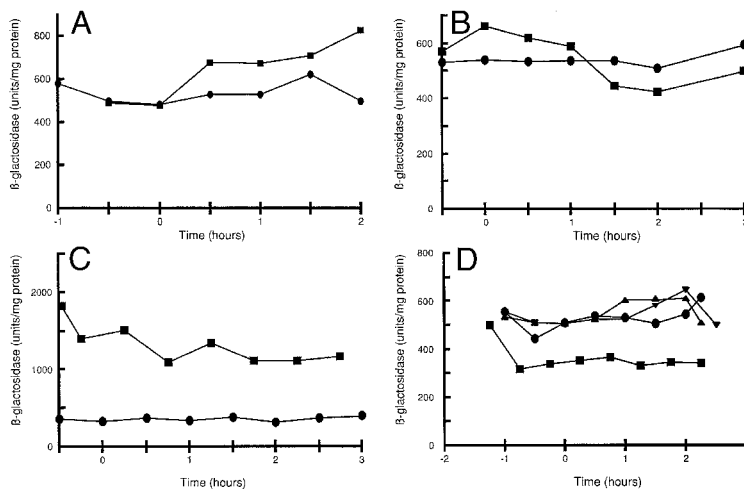 A
ß-glactosidase (units/mg protein)
800
600
400
200
0
-1
0
1
2
Time (hours)
B
ß-glactosidase (units/mg protein)
600
400
200
0
0
1
2
3
Time (hours)
C
ß-glactosidase (units/mg protein)
2000
1000
0
0
1
2
3
Time (hours)
D
ß-glactosidase (units/mg protein)
800
600
400
200
0
-2
-1
0
1
2
Time (hours)